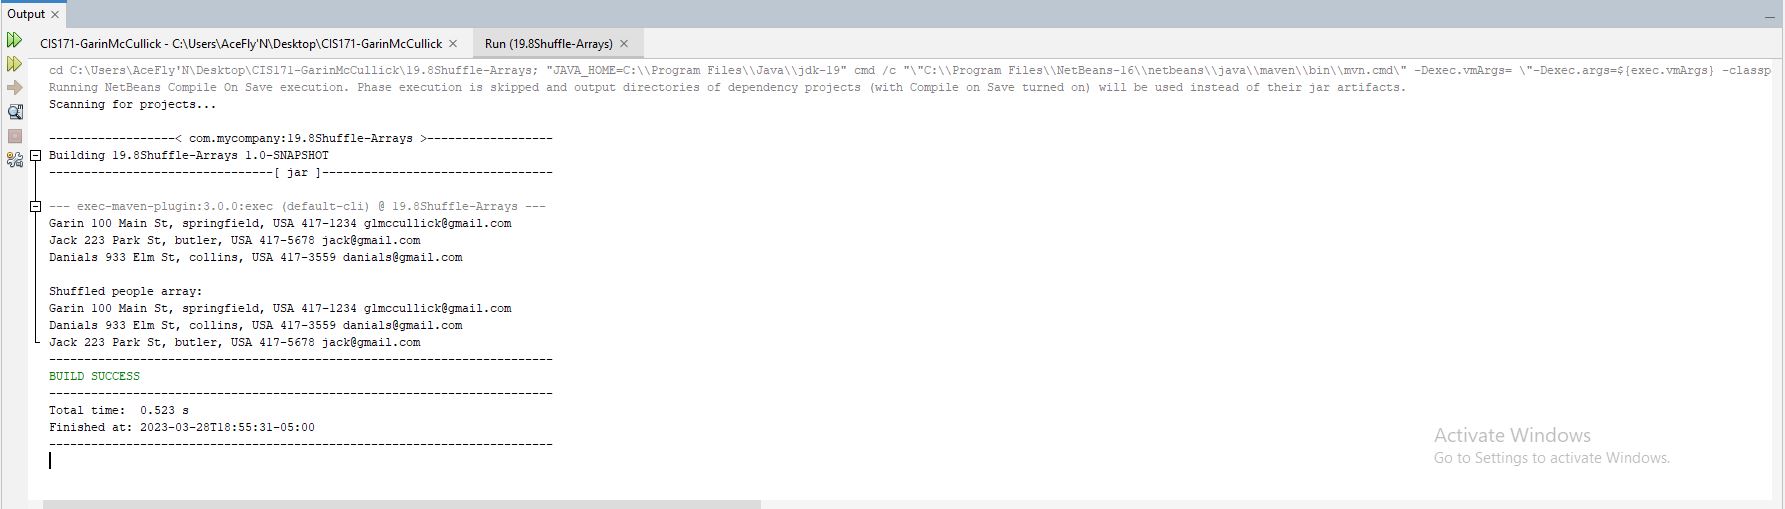 Output
CIS171-GarinMcCullick - C:\Users\AceFly'N\Desktop\CIS171-GarinMcCullick
Run (19.8Shuffle-Arrays)
cd C:\Users\AceFly'N\Desktop\CIS171-GarinMcCullick\19.8Shuffle-Arrays; "JAVA_HOME=C:\\Program Files\\Java\\jdk-19" cmd /c "\"C:\\Program Files\\NetBeans-16\\netbeans\\java\\maven\\bin\\mvn.cmd\" -Dexec.vmArgs= \"-Dexec.args=${exec.vmArgs} -classp
Running NetBeans Compile On Save execution. Phase execution is skipped and output directories of dependency projects (with Compile on Save turned on) will be used instead of their jar artifacts.
Scanning for projects...
------------------< com.mycompany:19.8Shuffle-Arrays >------------------
Building 19.8Shuffle-Arrays 1.0-SNAPSHOT
--------------------------------[ jar ]---------------------------------
--- exec-maven-plugin:3.0.0:exec (default-cli) @ 19.8Shuffle-Arrays ---
Garin 100 Main St, springfield, USA 417-1234 glmccullick@gmail.com
Jack 223 Park St, butler, USA 417-5678 jack@gmail.com
Danials 933 Elm St, collins, USA 417-3559 danials@gmail.com
Shuffled people array:
Garin 100 Main St, springfield, USA 417-1234 glmccullick@gmail.com
Danials 933 Elm St, collins, USA 417-3559 danials@gmail.com
Jack 223 Park St, butler, USA 417-5678 jack@gmail.com
------------------------------------------------------------------------
BUILD SUCCESS
------------------------------------------------------------------------
Total time:  0.523 s
Finished at: 2023-03-28T18:55:31-05:00
------------------------------------------------------------------------
Activate Windows
Go to Settings to activate Windows.